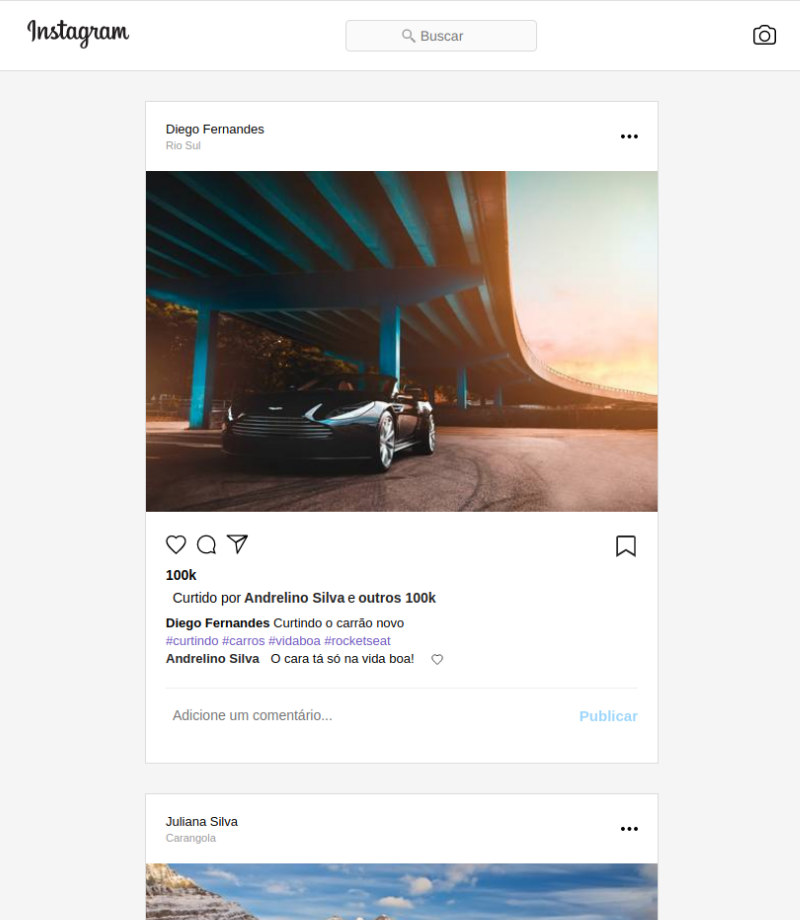 Instagram
Buscar
Diego Fernandes
Rio Sul
100k
Curtido por Andrelino Silva e outros 100k
Diego Fernandes Curtindo o carrão novo
#curtindo #carros #vidaboa #rocketseat
Andrelino Silva O cara tá só na vida boa!
Adicione um comentário... Publicar
Juliana Silva
Carangola